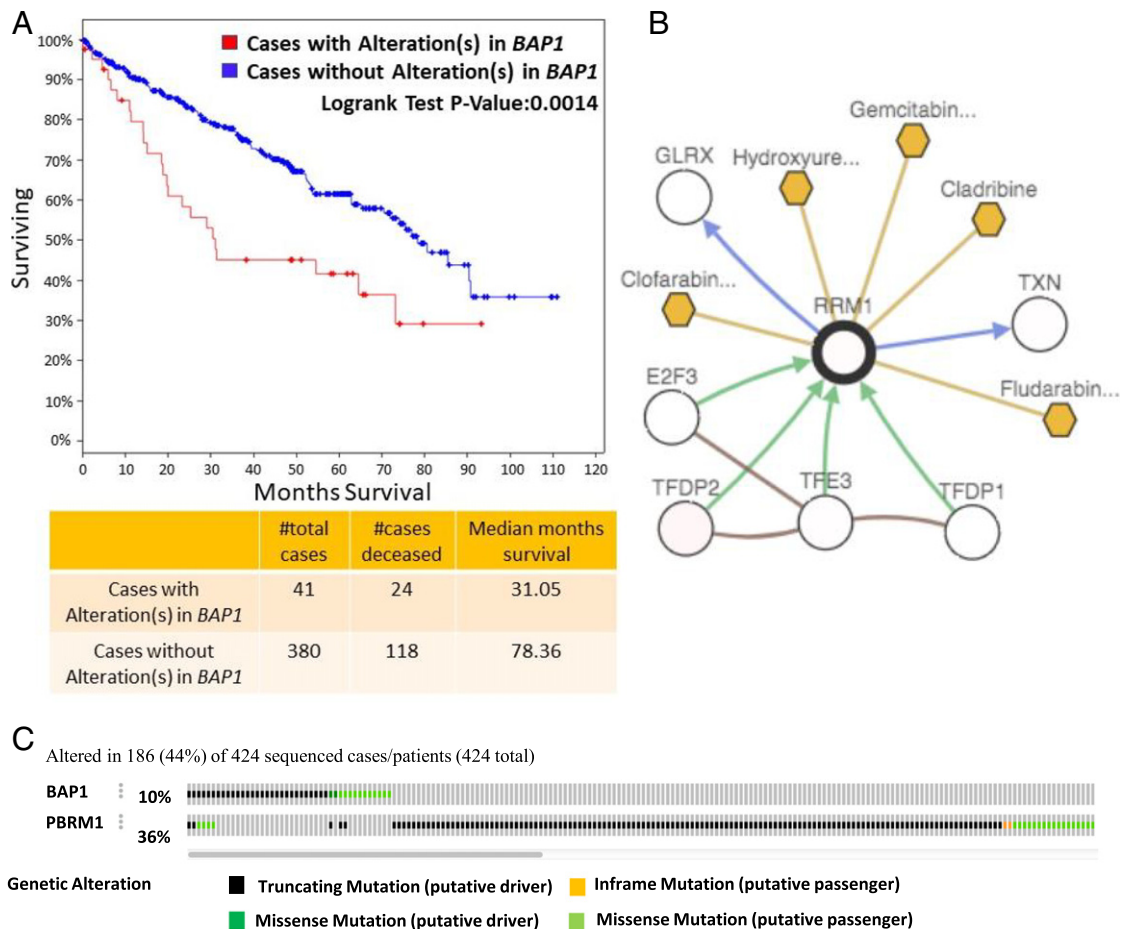 A
100%
90%
80%
70%
60%
50%
40%
30%
20%
10%
0%
Surviving
Cases with Alteration(s) in BAP1
Cases without Alteration(s) in BAP1
Logrank Test P-Value:0.0014
0 10 20 30 40 50 60 70 80 90 100 110 120
Months Survival
#total cases #cases deceased Median months survival
Cases with Alteration(s) in BAP1 41 24 31.05
Cases without Alteration(s) in BAP1 380 118 78.36
B
Gemcitabin...
GLRX
Hydroxyure...
Cladribine
Clofarabin...
RRM1
TXN
E2F3
Fludarabin...
TFDP2
TFE3
TFDP1
C
Altered in 186 (44%) of 424 sequenced cases/patients (424 total)
BAP1 10%
PBRM1 36%
Genetic Alteration
Truncating Mutation (putative driver)
Inframe Mutation (putative passenger)
Missense Mutation (putative driver)
Missense Mutation (putative passenger)